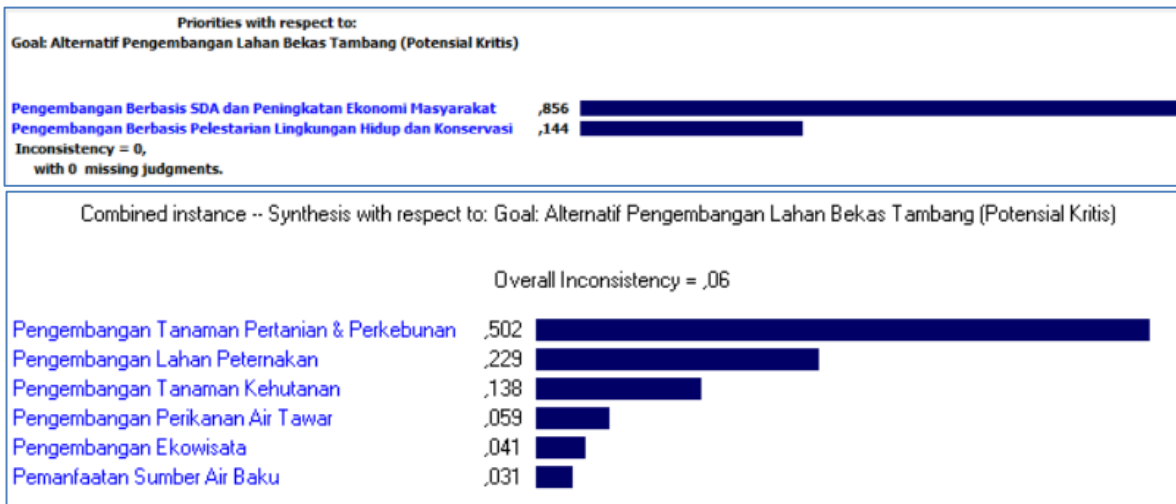 Priorities with respect to:
Goal: Alternatif Pengembangan Lahan Bekas Tambang (Potensial Kritis)
Pengembangan Berbasis SDA dan Peningkatan Ekonomi Masyarakat ,856
Pengembangan Berbasis Pelestarian Lingkungan Hidup dan Konservasi ,144
Inconsistency = 0,
with 0 missing judgments.
Combined instance -- Synthesis with respect to: Goal: Alternatif Pengembangan Lahan Bekas Tambang (Potensial Kritis)
Overall Inconsistency = ,06
Pengembangan Tanaman Pertanian & Perkebunan ,502
Pengembangan Lahan Peternakan ,229
Pengembangan Tanaman Kehutanan ,138
Pengembangan Perikanan Air Tawar ,059
Pengembangan Ekowisata ,041
Pemanfaatan Sumber Air Baku ,031